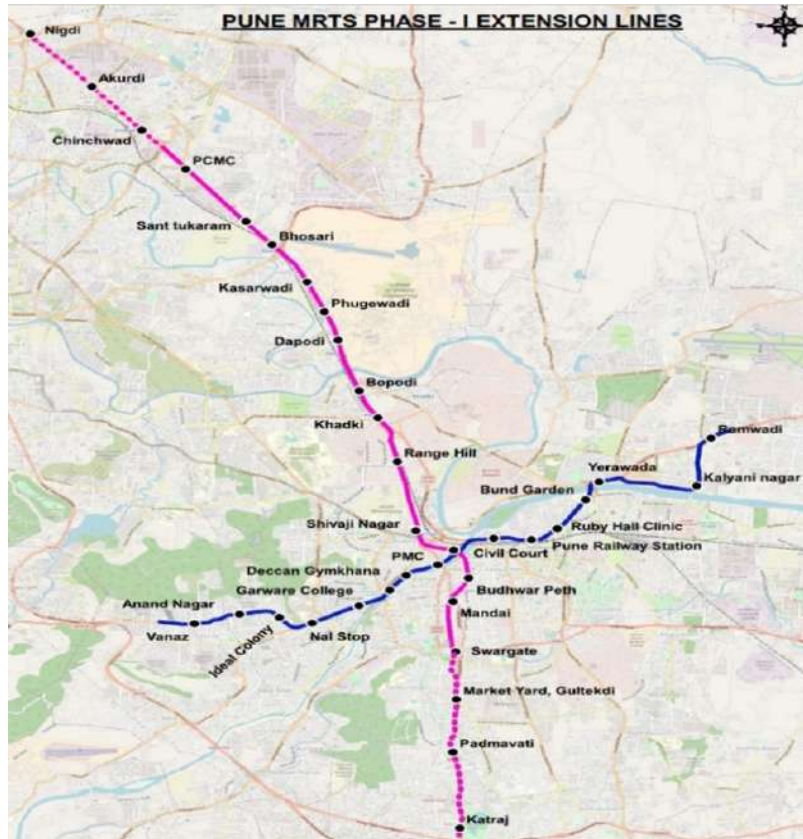 PUNE MRTS PHASE - I EXTENSION LINES
Nigdi
Akurdi
Chinchwad
PCMC
Sant tukaram
Bhosari
Kasarwadi
Phugewadi
Dapodi
Bopodi
Khadki
Range Hill
Ramwadi
Yerawada
Kalyani nagar
Bund Garden
Shivaji Nagar
Ruby Hall Clinic
Civil Court
Pune Railway Station
PMC
Deccan Gymkhana
Budhwar Peth
Garware College
Anand Nagar
Mandai
Vanaz
Nal Stop
Ideal Colony
Swargate
Market Yard, Gultekdi
Padmavati
Katraj